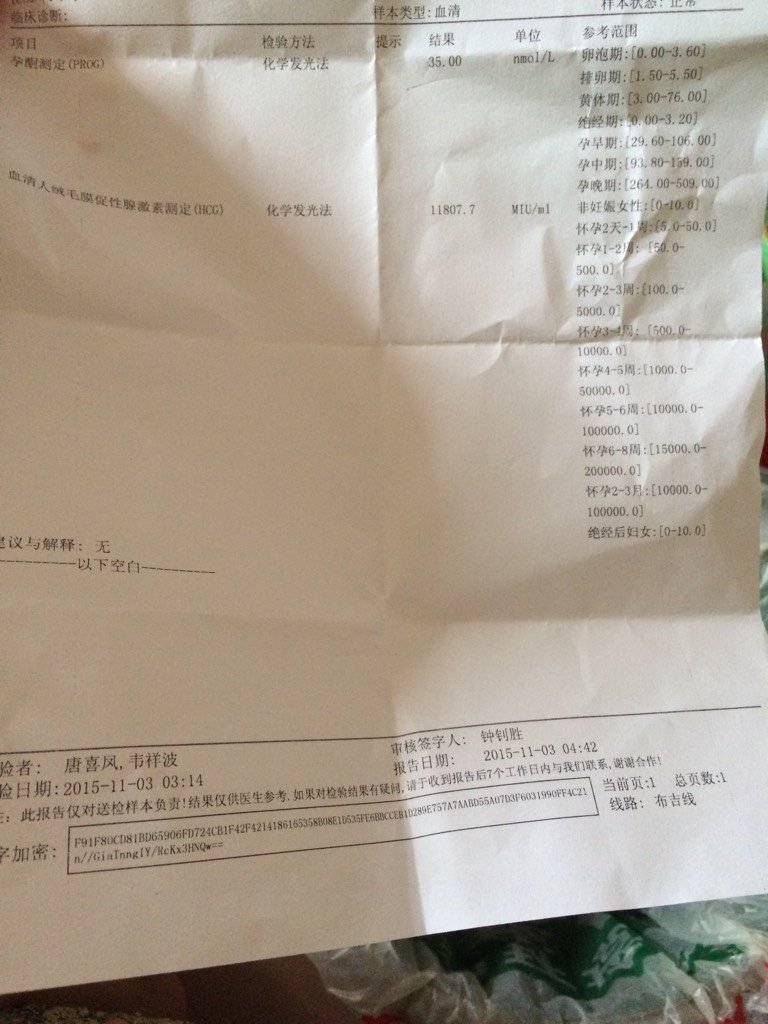 临床诊断:
样本类型:血清
样本状态:正常
项目 检验方法 提示 结果 单位 参考范围
孕酮测定(PROG) 化学发光法 35.00 nmol/L 卵泡期:[0.00-3.60]
排卵期:[1.50-5.50]
黄体期:[3.00-76.00]
绝经期:[0.00-3.20]
孕早期:[29.60-106.00]
孕中期:[93.80-159.00]
孕晚期:[264.00-509.00]
血清人绒毛膜促性腺激素测定(HCG) 化学发光法 11807.7 MIU/ml 非妊娠女性:[0-10.0]
怀孕2天-1周:[5.0-50.0]
怀孕1-2周: [50.0-
500.0]
怀孕2-3周:[100.0-
5000.0]
怀孕3-4周: [500.0-
10000.0]
怀孕4-5周:[1000.0-
50000.0]
怀孕5-6周:[10000.0-
100000.0]
怀孕6-8周:[15000.0-
200000.0]
怀孕2-3月:[10000.0-
100000.0]
绝经后妇女:[0-10.0]
建议与解释: 无
----------以下空白----------
验者: 唐喜凤,韦祥波
审核签字人: 钟钊胜
验日期:2015-11-03 03:14
报告日期: 2015-11-03 04:42
注: 此报告仅对送检样本负责!结果仅供医生参考.如果对检验结果有疑问,请于收到报告后7个工作日内与我们联系,谢谢合作!
当前页:1 总页数:1
线路: 布吉线
字加密:
F91F80CD81BD65906FD724CB1F42F4214186165358B08E1D535FE6BBCCEB1D289E757A7AABD55A07D3F6031990FF4C21
n//GiaTnngIY/RcKx3HNQw==